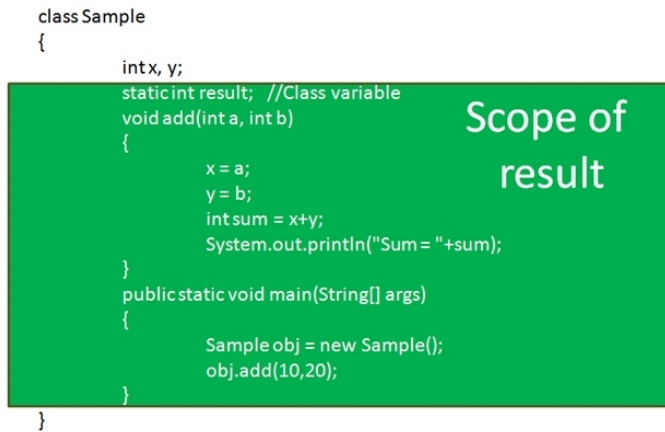 class Sample
{
int x, y;
static int result; //Class variable
void add(int a, int b)
{
x = a;
y = b;
int sum = x+y;
System.out.println("Sum = "+sum);
}
public static void main(String[] args)
{
Sample obj = new Sample();
obj.add(10,20);
}
}
Scope of
result